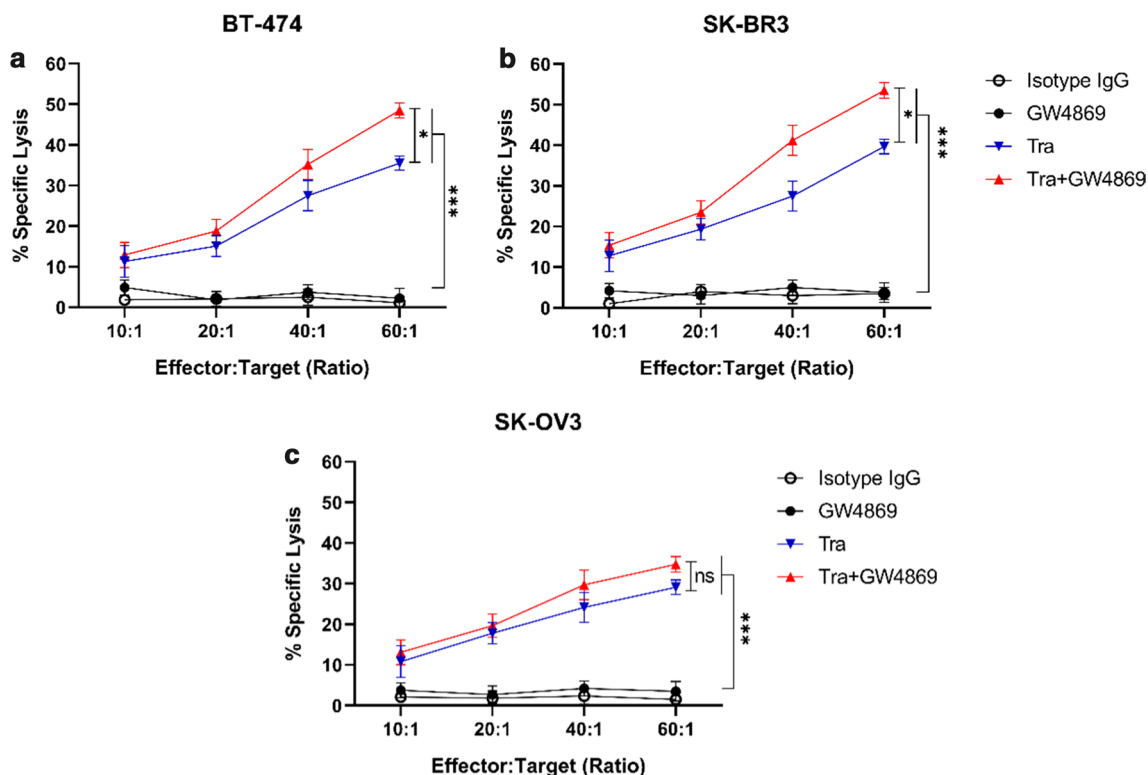 BT-474
SK-BR3
a
60
50
40
30
20
10
0
% Specific Lysis
*
***
10:1 20:1 40:1 60:1
Effector:Target (Ratio)
b
60
50
40
30
20
10
0
% Specific Lysis
*
***
10:1 20:1 40:1 60:1
Effector:Target (Ratio)
Isotype IgG
GW4869
Tra
Tra+GW4869
SK-OV3
c
60
50
40
30
20
10
0
% Specific Lysis
ns
***
10:1 20:1 40:1 60:1
Effector:Target (Ratio)
Isotype IgG
GW4869
Tra
Tra+GW4869